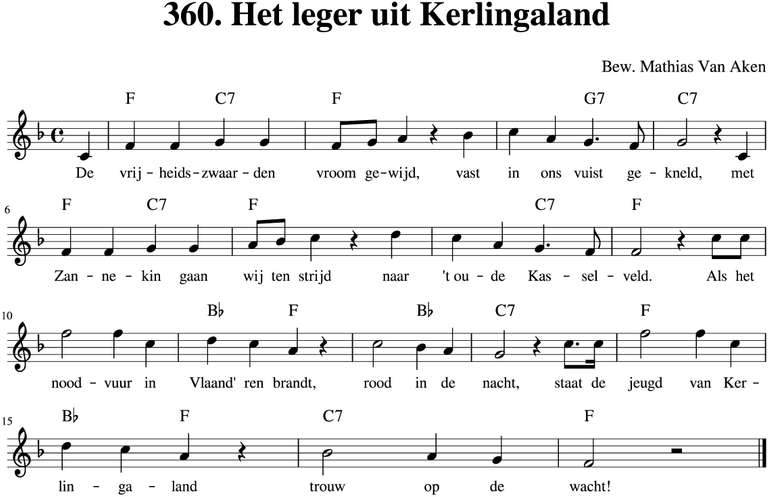 360. Het leger uit Kerlingaland
Bew. Mathias Van Aken
F C7 F G7 C7
De vrij – heids – zwaar – den vroom ge – wijd, vast in ons vuist ge – kneld, met
6
F C7 F C7 F
Zan – ne – kin gaan wij ten strijd naar 't ou – de Kas – sel – veld. Als het
10
B♭ F B♭ C7 F
nood – vuur in Vlaand' ren brandt, rood in de nacht, staat de jeugd van Ker –
15
B♭ F C7 F
lin – ga – land trouw op de wacht!